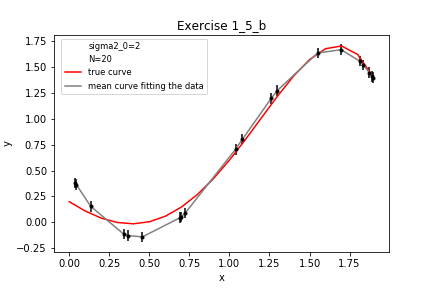 Exercise 1_5_b
sigma2_0=2
N=20
true curve
mean curve fitting the data
1.75
1.50
1.25
1.00
0.75
0.50
0.25
0.00
−0.25
y
0.00 0.25 0.50 0.75 1.00 1.25 1.50 1.75
x